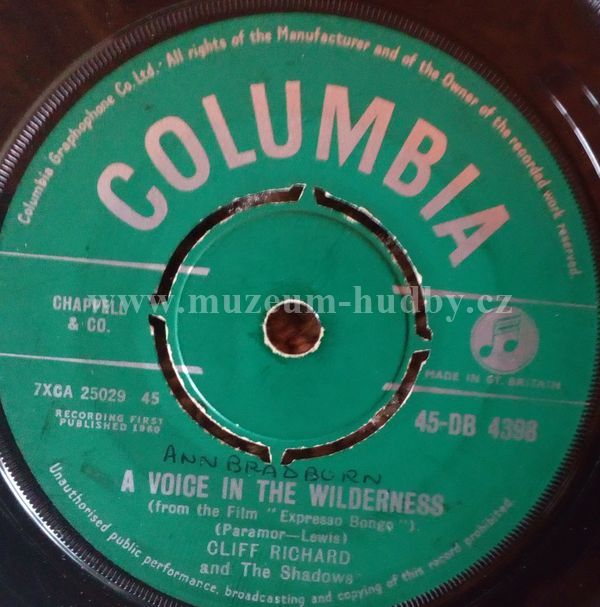 Columbia Graphophone Co. Ltd. · All rights of the Manufacturer and of the Owner of the recorded work reserved.
COLUMBIA
www.muzeum-hudby.cz
CHAPPELL
& CO.
MADE IN GT. BRITAIN
7XCA 25029 45
45-DB 4398
RECORDING FIRST
PUBLISHED 1960
ANN BRADBURN
A VOICE IN THE WILDERNESS
(from the Film "Expresso Bongo").
(Paramor—Lewis)
CLIFF RICHARD
and The Shadows
Unauthorised public performance, broadcasting and copying of this record prohibited.